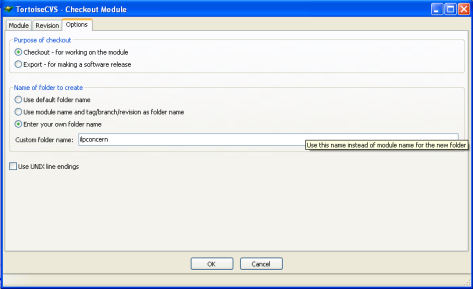 TortoiseCVS - Checkout Module
Module Revision Options
Purpose of checkout
Checkout - for working on the module
Export - for making a software release
Name of folder to create
Use default folder name
Use module name and tag/branch/revision as folder name
Enter your own folder name
Custom folder name: ilpconcern
Use this name instead of module name for the new folder
Use UNIX line endings
OK Cancel